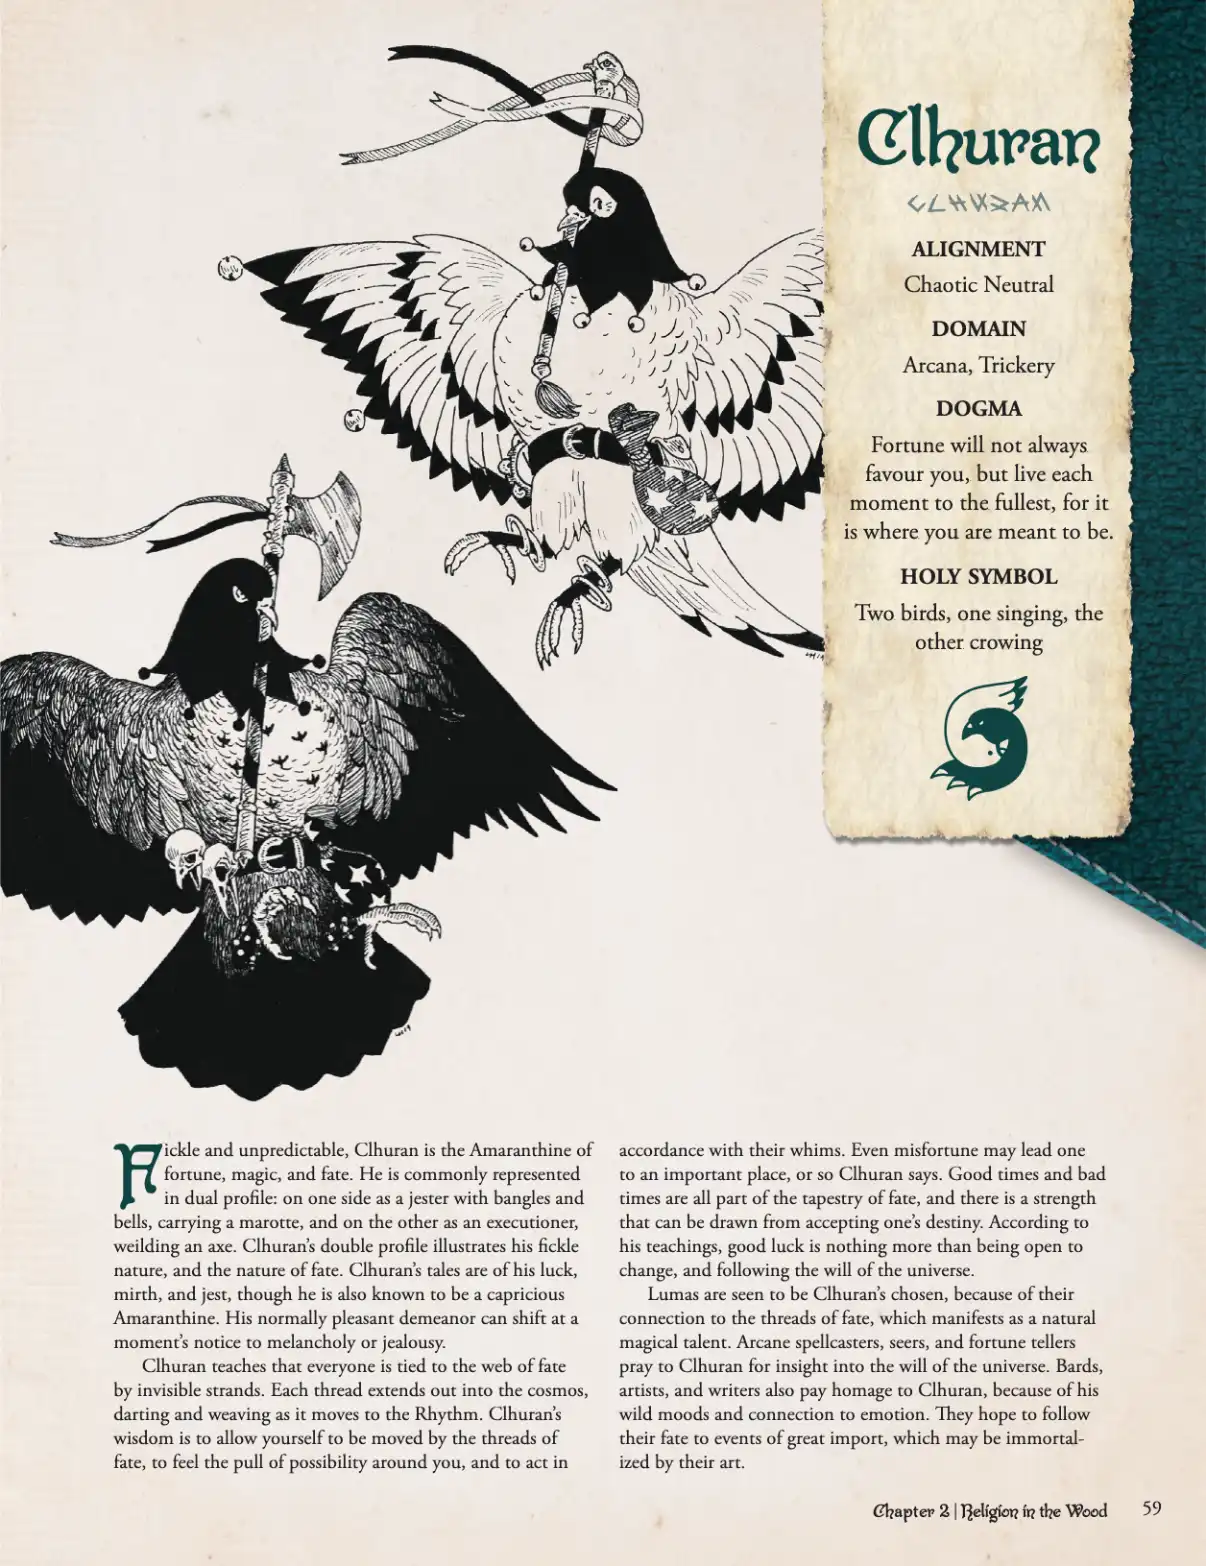 Clhuran
ALIGNMENT
Chaotic Neutral
DOMAIN
Arcana, Trickery
DOGMA
Fortune will not always
favour you, but live each
moment to the fullest, for it
is where you are meant to be.
HOLY SYMBOL
Two birds, one singing, the
other crowing
Fickle and unpredictable, Clhuran is the Amaranthine of
fortune, magic, and fate. He is commonly represented
in dual profile: on one side as a jester with bangles and
bells, carrying a marotte, and on the other as an executioner,
weilding an axe. Clhuran's double profile illustrates his fickle
nature, and the nature of fate. Clhuran's tales are of his luck,
mirth, and jest, though he is also known to be a capricious
Amaranthine. His normally pleasant demeanor can shift at a
moment's notice to melancholy or jealousy.
Clhuran teaches that everyone is tied to the web of fate
by invisible strands. Each thread extends out into the cosmos,
darting and weaving as it moves to the Rhythm. Clhuran's
wisdom is to allow yourself to be moved by the threads of
fate, to feel the pull of possibility around you, and to act in
accordance with their whims. Even misfortune may lead one
to an important place, or so Clhuran says. Good times and bad
times are all part of the tapestry of fate, and there is a strength
that can be drawn from accepting one's destiny. According to
his teachings, good luck is nothing more than being open to
change, and following the will of the universe.
Lumas are seen to be Clhuran's chosen, because of their
connection to the threads of fate, which manifests as a natural
magical talent. Arcane spellcasters, seers, and fortune tellers
pray to Clhuran for insight into the will of the universe. Bards,
artists, and writers also pay homage to Clhuran, because of his
wild moods and connection to emotion. They hope to follow
their fate to events of great import, which may be immortal-
ized by their art.
Chapter 2 | Religion in the Wood 59